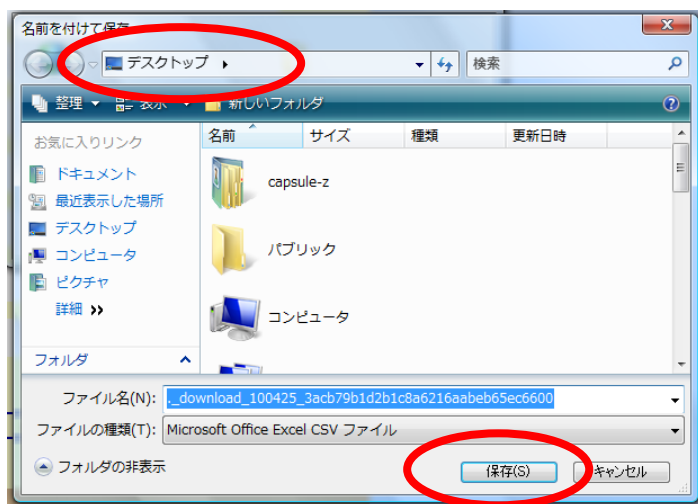 名前を付けて保存
デスクトップ
検索
整理 表示 新しいフォルダ
お気に入りリンク
名前 サイズ 種類 更新日時
ドキュメント
最近表示した場所
デスクトップ
コンピュータ
ピクチャ
詳細 »
capsule-z
パブリック
コンピュータ
フォルダ
ファイル名(N): ._download_100425_3acb79b1d2b1c8a6216aabeb65ec6600
ファイルの種類(T): Microsoft Office Excel CSV ファイル
フォルダの非表示
保存(S)
キャンセル